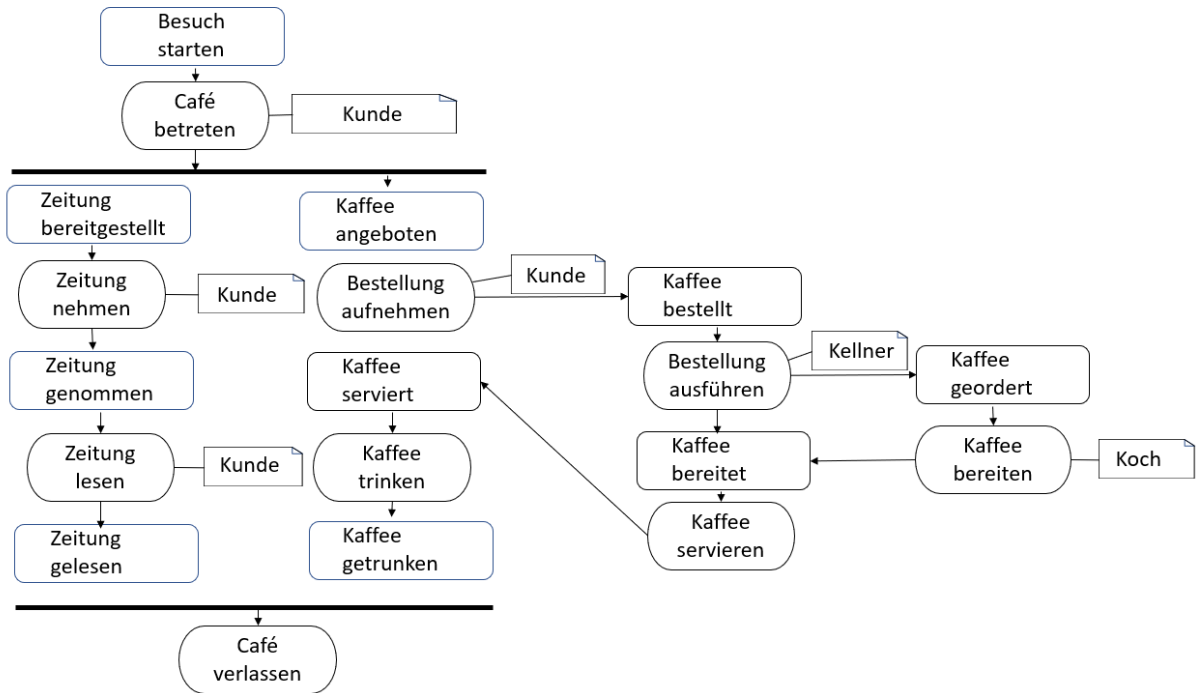 Besuch
starten
Café
betreten
Kunde
Zeitung
bereitgestellt
Kaffee
angeboten
Zeitung
nehmen
Kunde
Bestellung
aufnehmen
Kunde
Kaffee
bestellt
Zeitung
genommen
Kaffee
serviert
Bestellung
ausführen
Kellner
Kaffee
geordert
Zeitung
lesen
Kunde
Kaffee
trinken
Kaffee
bereitet
Kaffee
bereiten
Koch
Zeitung
gelesen
Kaffee
getrunken
Kaffee
servieren
Café
verlassen